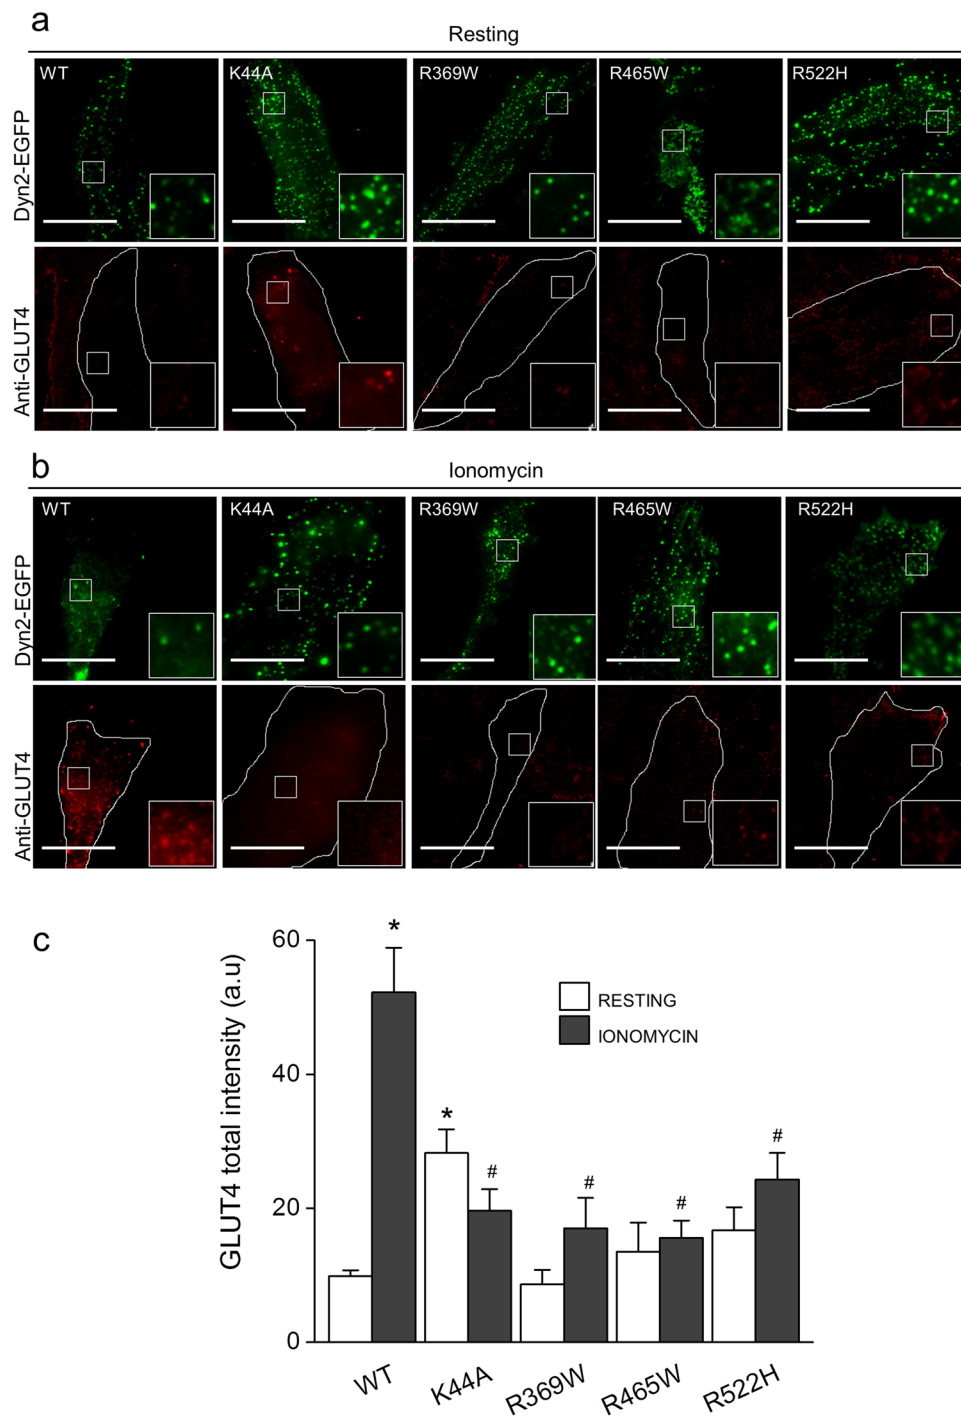 a
Resting
WT
K44A
R369W
R465W
R522H
Dyn2-EGFP
Anti-GLUT4
b
Ionomycin
WT
K44A
R369W
R465W
R522H
Dyn2-EGFP
Anti-GLUT4
c
GLUT4 total intensity (a.u)
60
40
20
0
*
*
#
#
#
#
RESTING
IONOMYCIN
WT
K44A
R369W
R465W
R522H